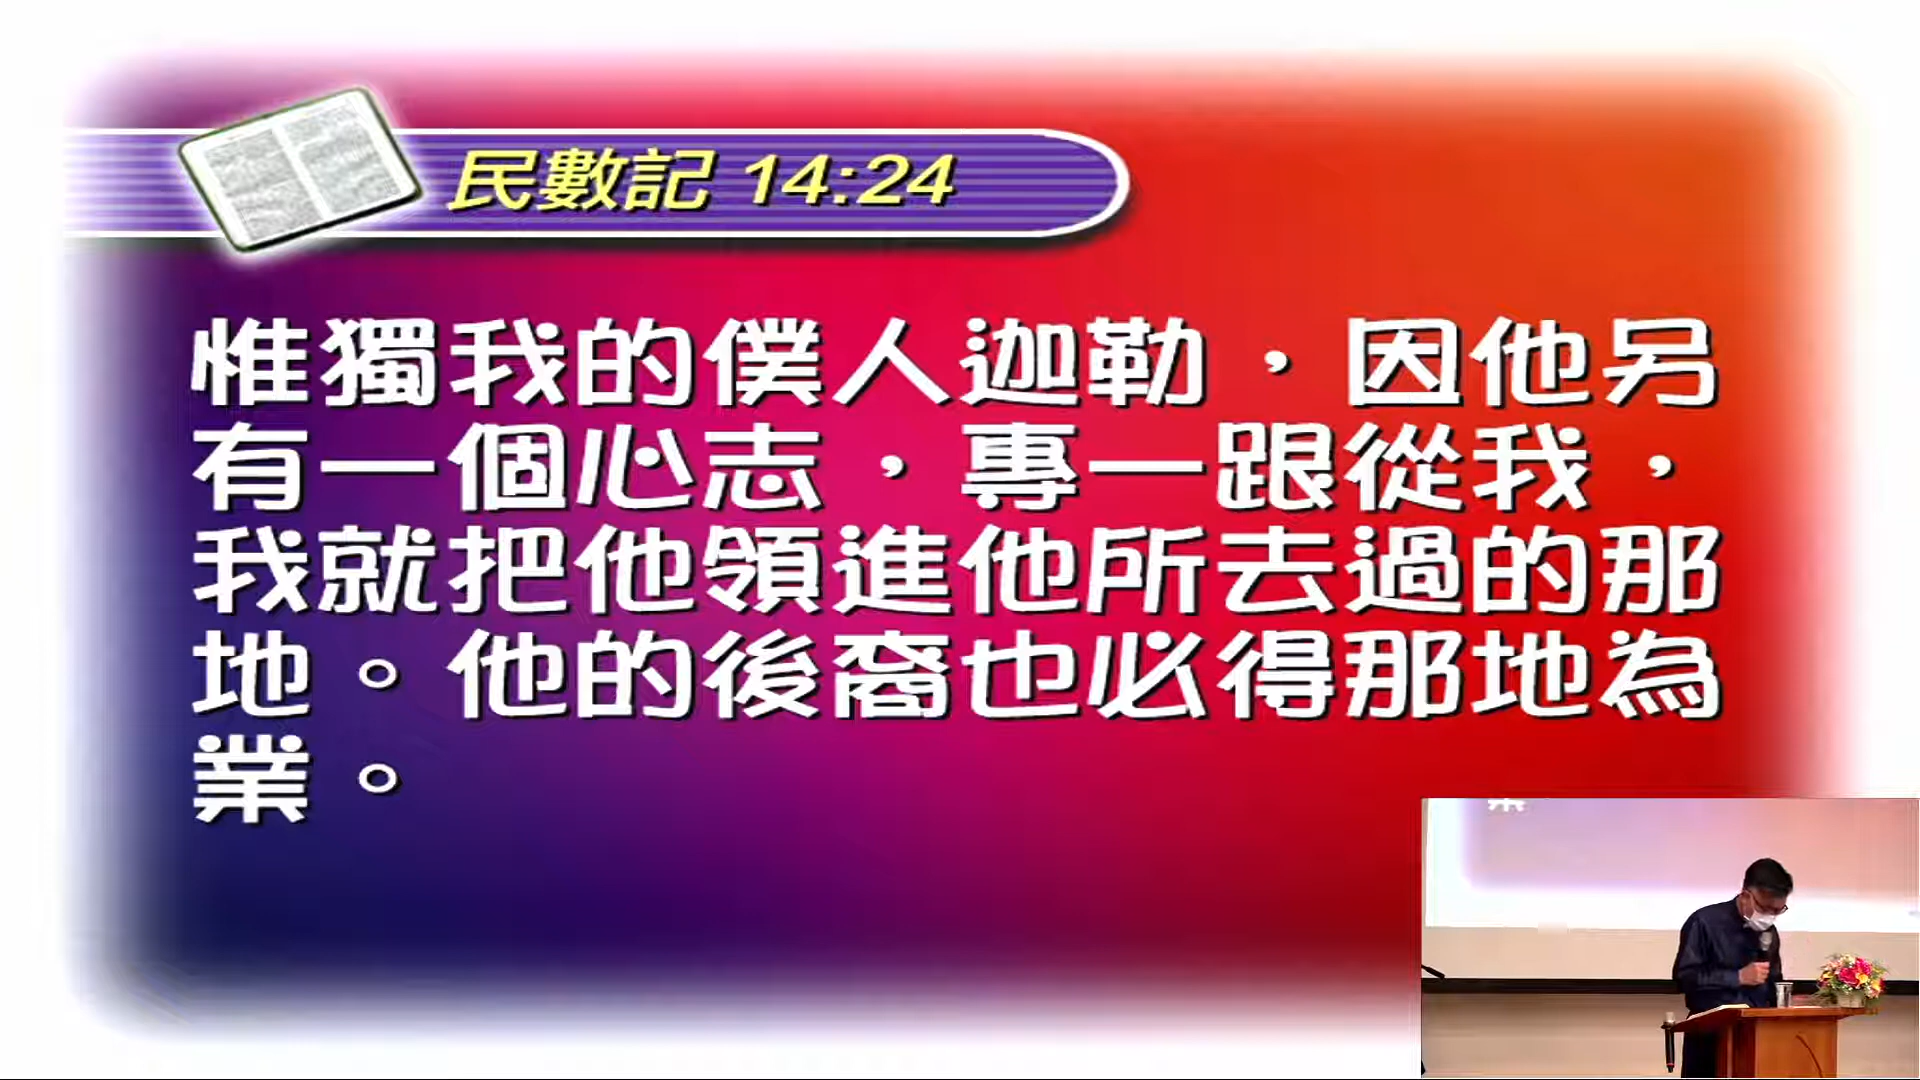 民數記 14:24
惟獨我的僕人迦勒，因他另
有一個心志，專一跟從我，
我就把他領進他所去過的那
地。他的後裔也必得那地為
業。